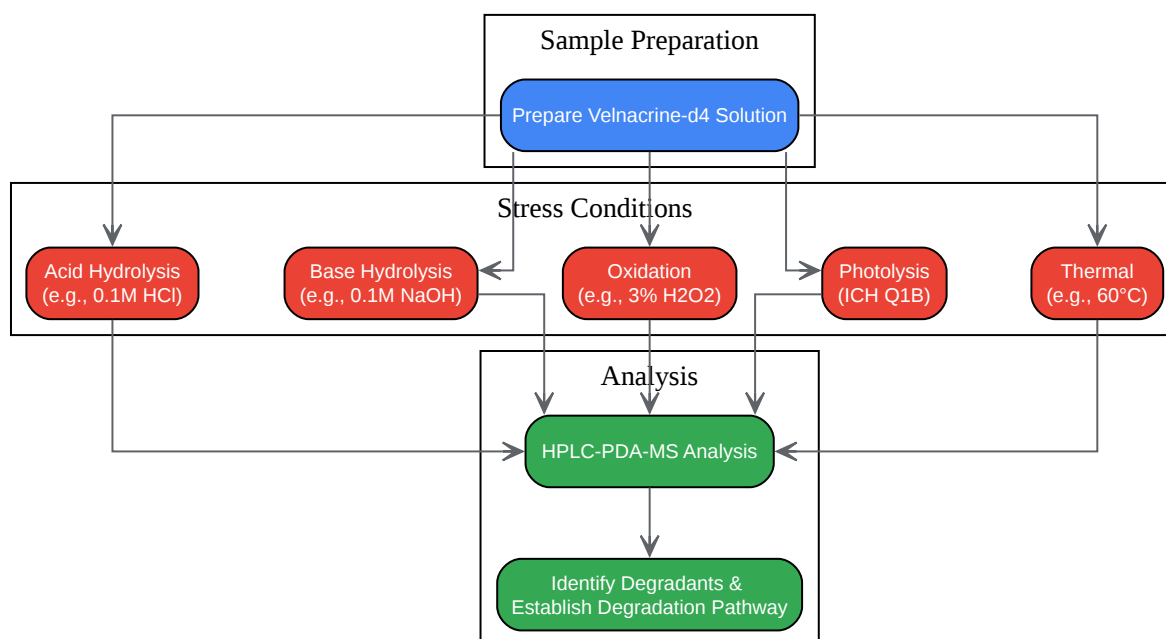 Sample Preparation
Prepare Velnacrine-d4 Solution
Stress Conditions
Acid Hydrolysis
(e.g., 0.1M HCl)
Base Hydrolysis
(e.g., 0.1M NaOH)
Oxidation
(e.g., 3% H2O2)
Photolysis
(ICH Q1B)
Thermal
(e.g., 60°C)
Analysis
HPLC-PDA-MS Analysis
Identify Degradants &
Establish Degradation Pathway